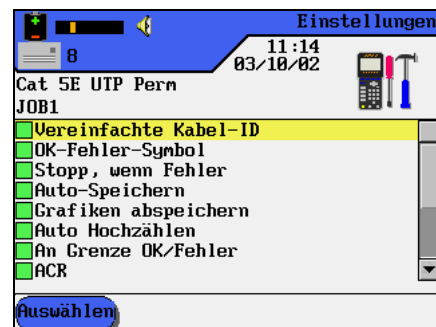 Einstellungen
8
11:14
03/10/02
Cat 5E UTP Perm
JOB1
Vereinfachte Kabel-ID
OK-Fehler-Symbol
Stopp, wenn Fehler
Auto-Speichern
Grafiken abspeichern
Auto Hochzählen
An Grenze OK/Fehler
ACR
Auswählen